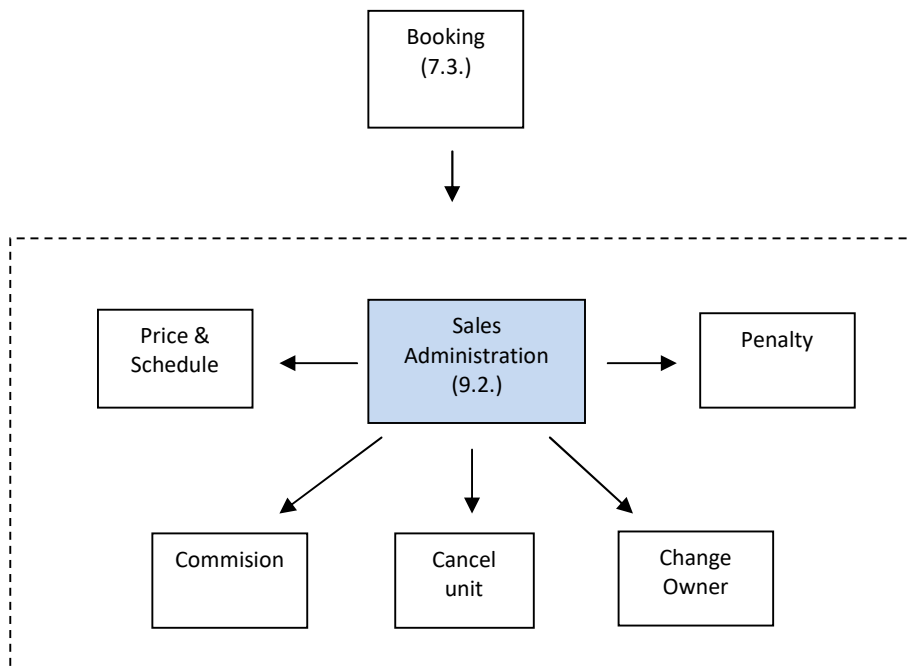 Booking
(7.3.)
Price &
Schedule
Sales
Administration
(9.2.)
Penalty
Commision
Cancel
unit
Change
Owner